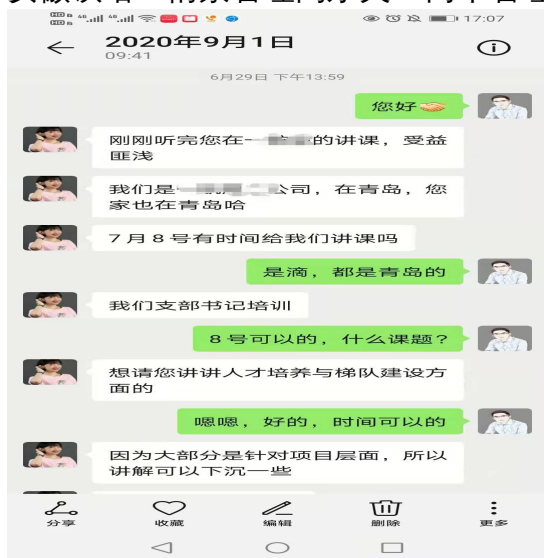 17:07
2020年9月1日
09:41
6月29日 下午13:59
您好
刚刚听完您在一 的讲课，受益
匪浅
我们是 公司，在青岛，您
家也在青岛哈
7月8号有时间给我们讲课吗
是滴，都是青岛的
我们支部书记培训
8号可以的，什么课题？
想请您讲讲人才培养与梯队建设方
面的
嗯嗯，好的，时间可以的
因为大部分是针对项目层面，所以
讲解可以下沉一些
分享 收藏 编辑 删除 更多